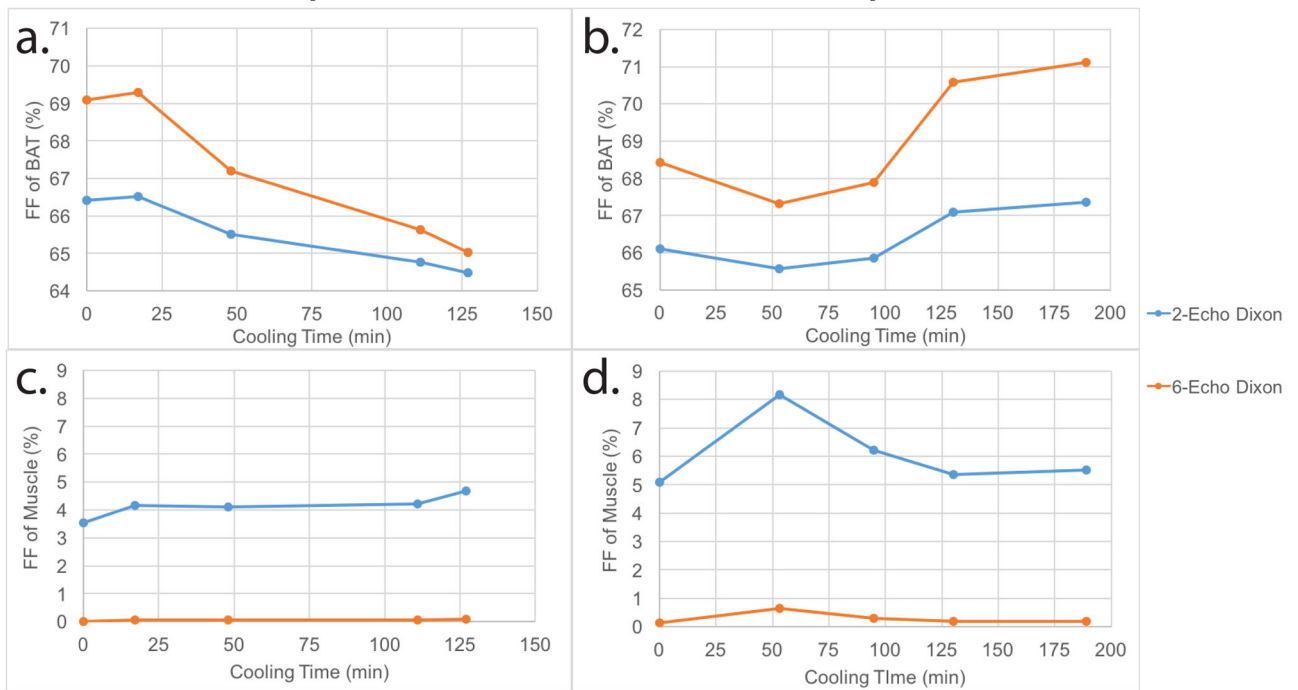 a.
71
70
69
68
67
66
65
64
FF of BAT (%)
0 25 50 75 100 125 150
Cooling Time (min)
b.
72
71
70
69
68
67
66
65
FF of BAT (%)
0 25 50 75 100 125 150 175 200
Cooling Time (min)
2-Echo Dixon
6-Echo Dixon
c.
9
8
7
6
5
4
3
2
1
0
FF of Muscle (%)
0 25 50 75 100 125 150
Cooling Time (min)
d.
9
8
7
6
5
4
3
2
1
0
FF of Muscle (%)
0 25 50 75 100 125 150 175 200
Cooling TIme (min)